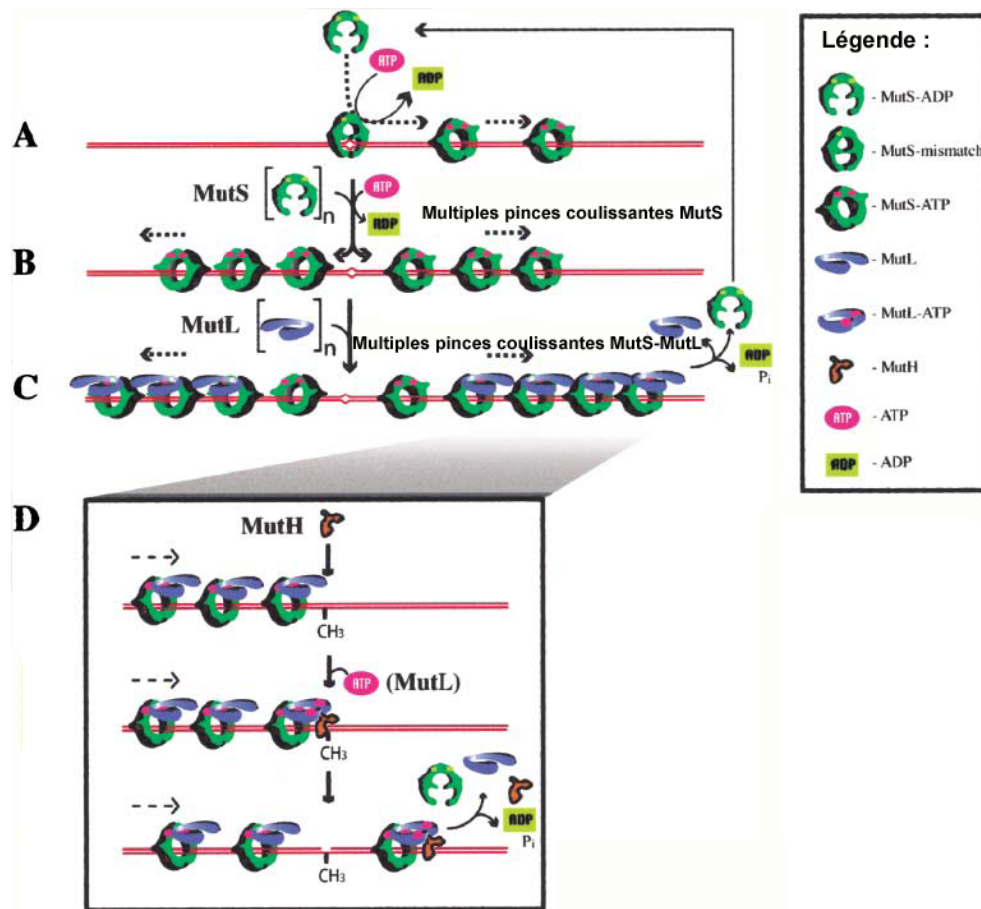 ATP
ADP
A
MutS [ ]n
ATP
ADP
Multiples pinces coulissantes MutS
B
MutL [ ]n
Multiples pinces coulissantes MutS-MutL
ADP
Pi
C
D
MutH
CH3
ATP (MutL)
CH3
ADP
Pi
CH3
Légende :
- MutS-ADP
- MutS-mismatch
- MutS-ATP
- MutL
- MutL-ATP
- MutH
ATP - ATP
ADP - ADP